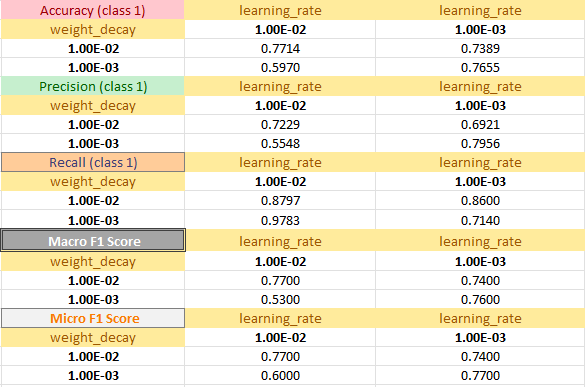 Accuracy (class 1) learning_rate learning_rate
weight_decay 1.00E-02 1.00E-03
1.00E-02 0.7714 0.7389
1.00E-03 0.5970 0.7655
Precision (class 1) learning_rate learning_rate
weight_decay 1.00E-02 1.00E-03
1.00E-02 0.7229 0.6921
1.00E-03 0.5548 0.7956
Recall (class 1) learning_rate learning_rate
weight_decay 1.00E-02 1.00E-03
1.00E-02 0.8797 0.8600
1.00E-03 0.9783 0.7140
Macro F1 Score learning_rate learning_rate
weight_decay 1.00E-02 1.00E-03
1.00E-02 0.7700 0.7400
1.00E-03 0.5300 0.7600
Micro F1 Score learning_rate learning_rate
weight_decay 1.00E-02 1.00E-03
1.00E-02 0.7700 0.7400
1.00E-03 0.6000 0.7700